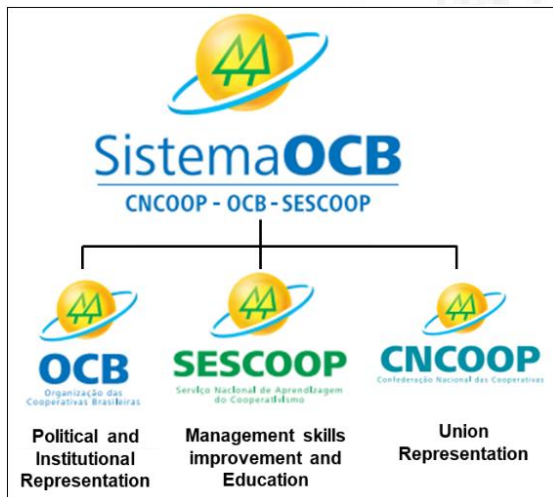 SistemaOCB
CNCOOP - OCB - SESCOOP
OCB
Organização das
Cooperativas Brasileiras
Political and
Institutional
Representation
SESCOOP
Serviço Nacional de Aprendizagem
do Cooperativismo
Management skills
improvement and
Education
CNCOOP
Confederação Nacional das Cooperativas
Union
Representation